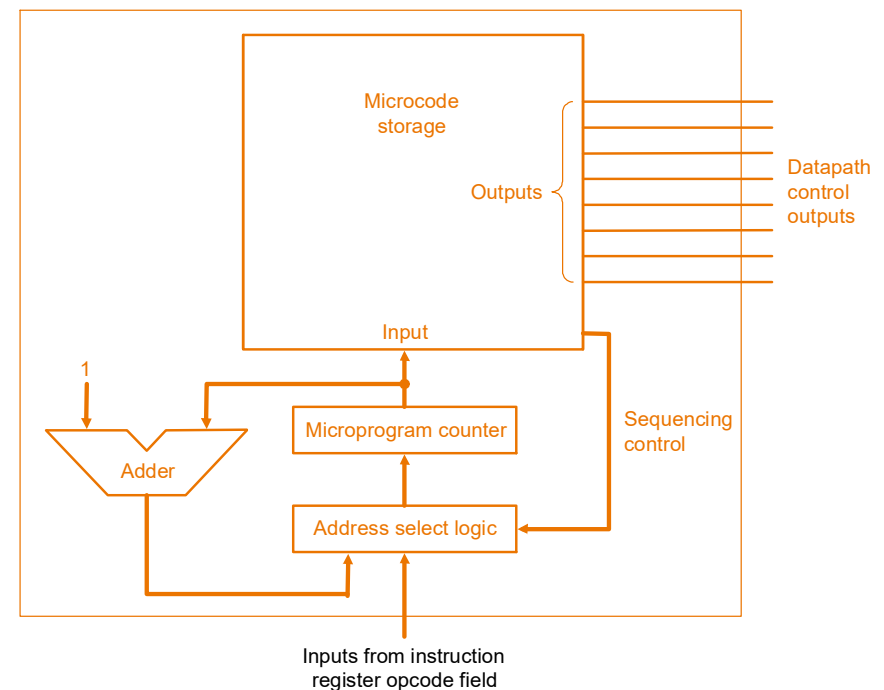 Microcode
storage
Outputs
Datapath
control
outputs
Input
1
Microprogram counter
Sequencing
control
Adder
Address select logic
Inputs from instruction
register opcode field